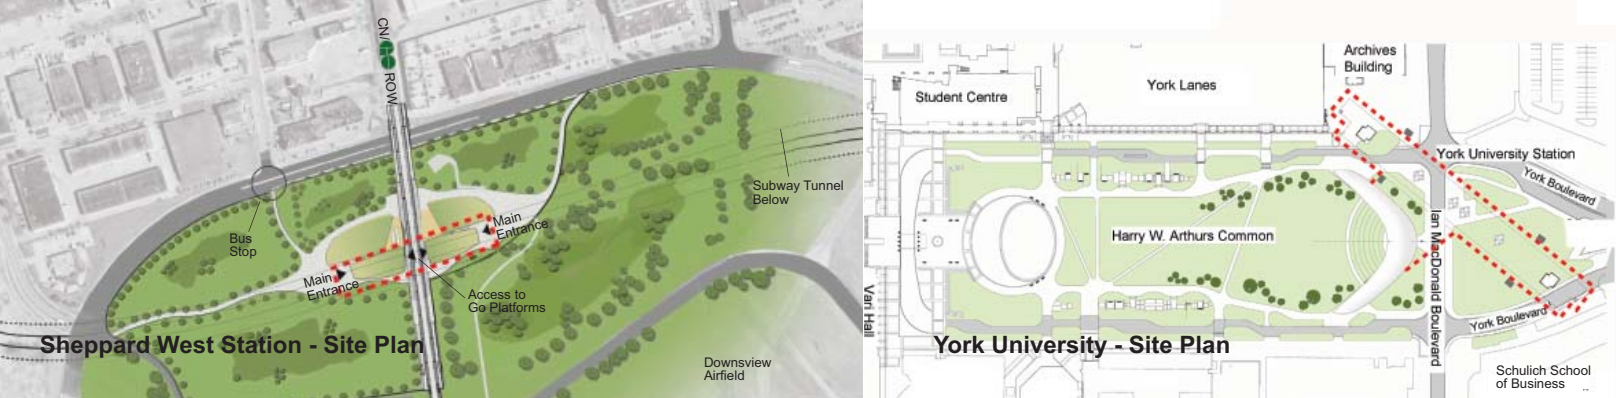 CN/GO ROW
Subway Tunnel
Below
Bus
Stop
Main
Entrance
Main
Entrance
Access to
Go Platforms
Sheppard West Station - Site Plan
Downsview
Airfield
Archives
Building
York Lanes
Student Centre
York University Station
York Boulevard
Harry W. Arthurs Common
Ian MacDonald Boulevard
Vari Hall
York Boulevard
York University - Site Plan
Schulich School
of Business